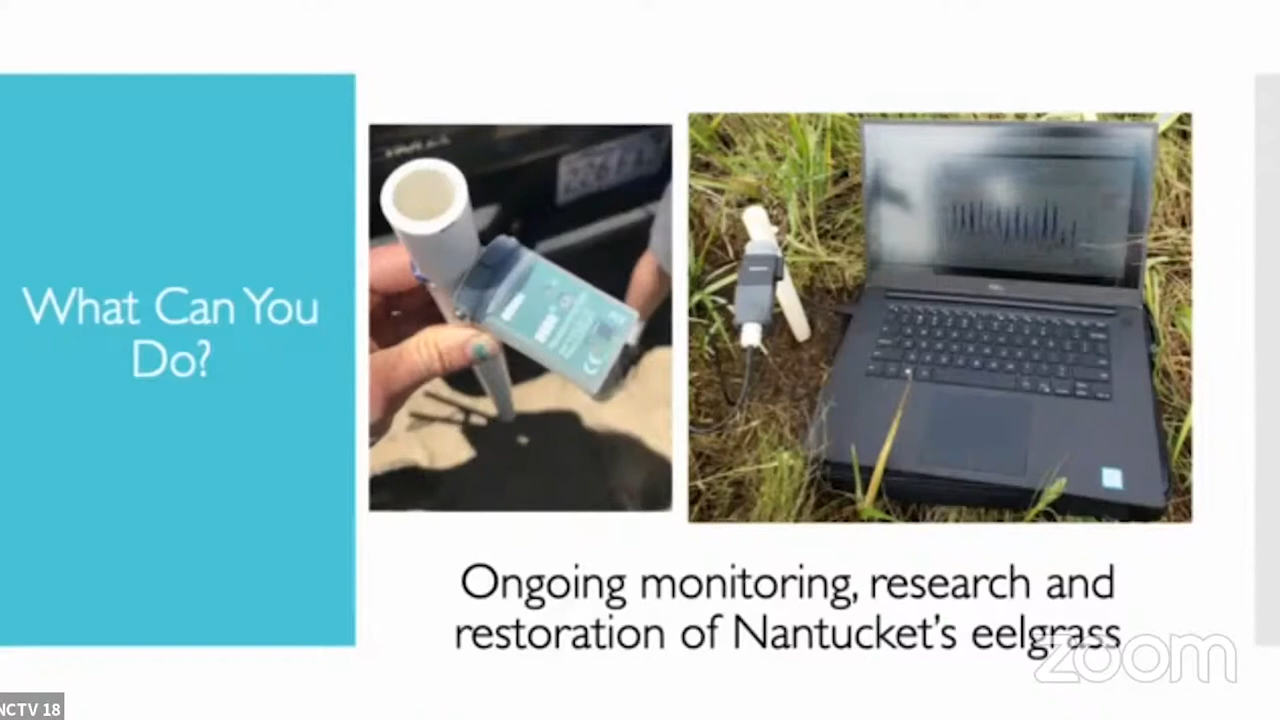 What Can You
Do?
Ongoing monitoring, research and
restoration of Nantucket's eelgrass
zoom
NCTV 18